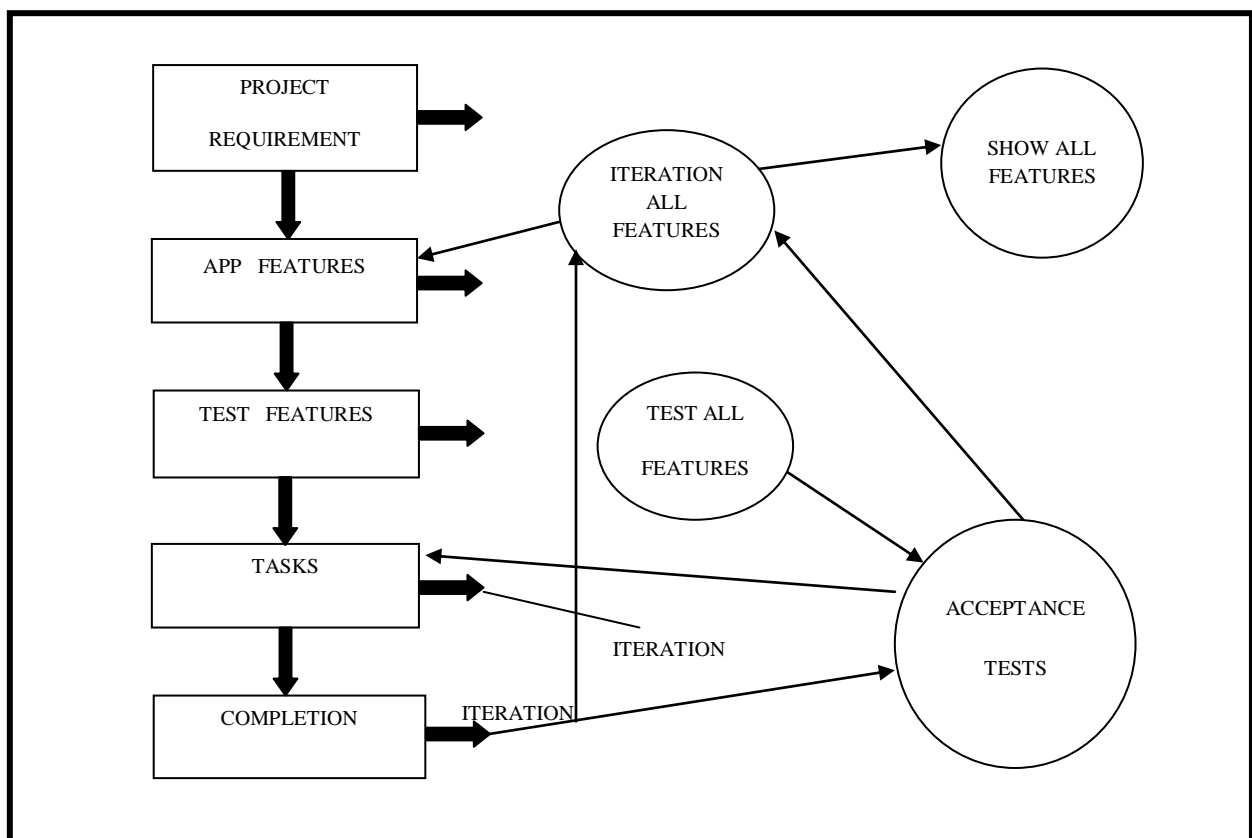 PROJECT
REQUIREMENT
APP FEATURES
TEST FEATURES
TASKS
COMPLETION
ITERATION
ALL
FEATURES
SHOW ALL
FEATURES
TEST ALL
FEATURES
ACCEPTANCE
TESTS
ITERATION
ITERATION